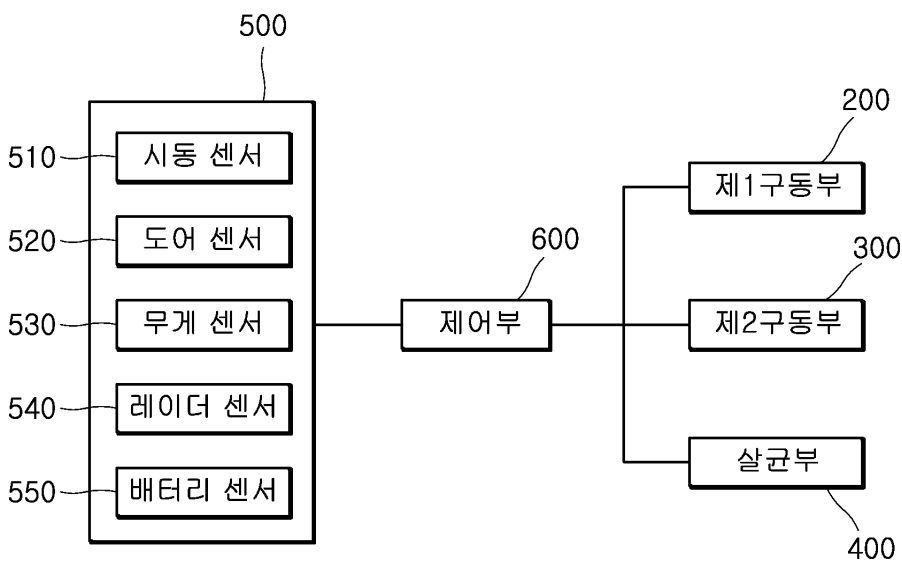 500
510
시동 센서
520
도어 센서
530
무게 센서
540
레이더 센서
550
배터리 센서
600
제어부
200
제1구동부
300
제2구동부
살균부
400